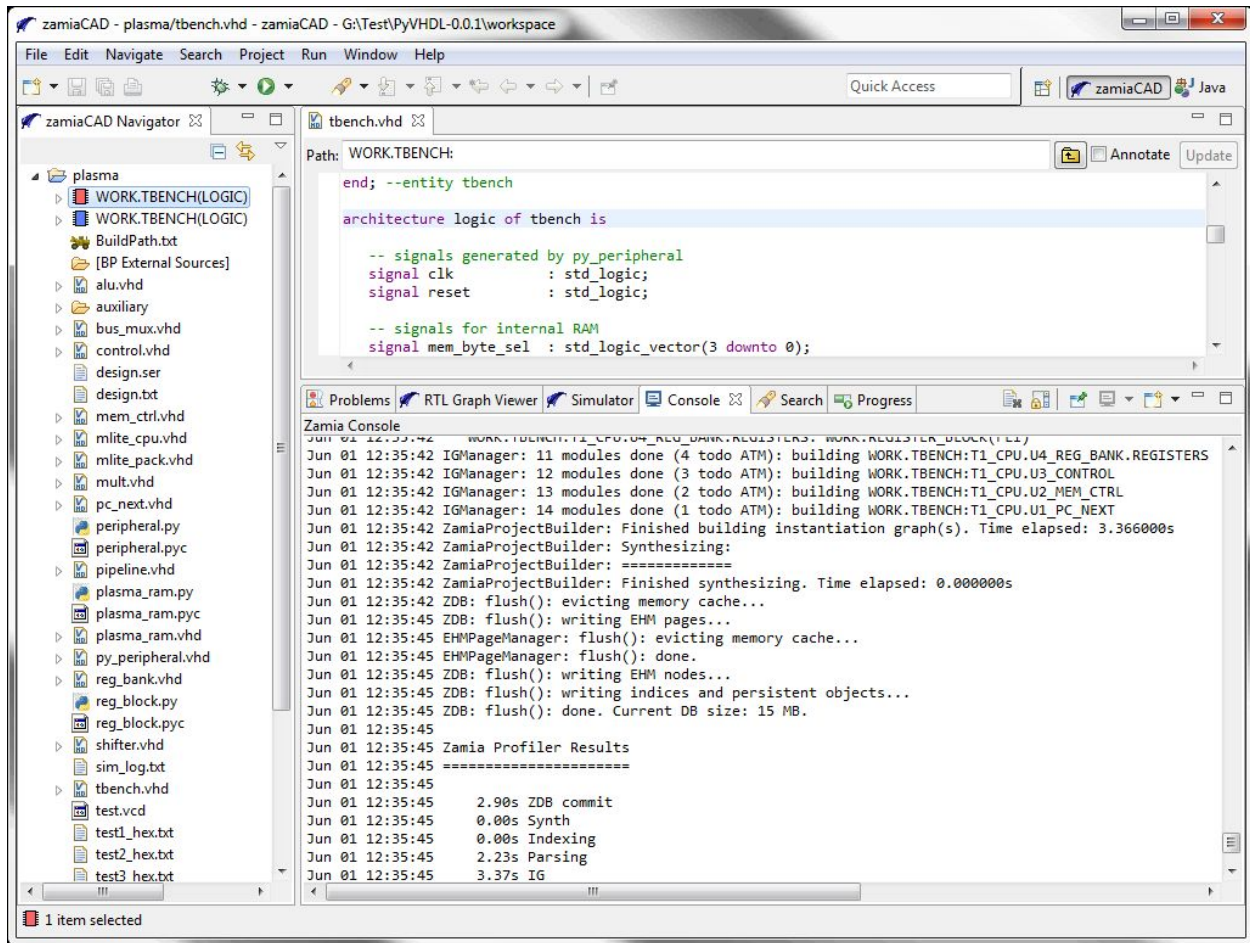 zamiaCAD - plasma/tbench.vhd - zamiaCAD - G:\Test\PyVHDL-0.0.1\workspace
File Edit Navigate Search Project Run Window Help
Quick Access
zamiaCAD
Java
zamiaCAD Navigator
plasma
WORK.TBENCH(LOGIC)
WORK.TBENCH(LOGIC)
BuildPath.txt
[BP External Sources]
alu.vhd
auxiliary
bus_mux.vhd
control.vhd
design.ser
design.txt
mem_ctrl.vhd
mlite_cpu.vhd
mlite_pack.vhd
mult.vhd
pc_next.vhd
peripheral.py
peripheral.pyc
pipeline.vhd
plasma_ram.py
plasma_ram.pyc
plasma_ram.vhd
py_peripheral.vhd
reg_bank.vhd
reg_block.py
reg_block.pyc
shifter.vhd
sim_log.txt
tbench.vhd
test.vcd
test1_hex.txt
test2_hex.txt
test3_hex.txt
tbench.vhd
Path: WORK.TBENCH: Annotate Update
end; --entity tbench
architecture logic of tbench is
-- signals generated by py_peripheral
signal clk : std_logic;
signal reset : std_logic;
-- signals for internal RAM
signal mem_byte_sel : std_logic_vector(3 downto 0);
Problems RTL Graph Viewer Simulator Console Search Progress
Zamia Console
Jun 01 12:35:42 WORK.TBENCH:T1_CPU.U4_REG_BANK.REGISTERS: WORK.REGISTER_BLOCK(PLI)
Jun 01 12:35:42 IGManager: 11 modules done (4 todo ATM): building WORK.TBENCH:T1_CPU.U4_REG_BANK.REGISTERS
Jun 01 12:35:42 IGManager: 12 modules done (3 todo ATM): building WORK.TBENCH:T1_CPU.U3_CONTROL
Jun 01 12:35:42 IGManager: 13 modules done (2 todo ATM): building WORK.TBENCH:T1_CPU.U2_MEM_CTRL
Jun 01 12:35:42 IGManager: 14 modules done (1 todo ATM): building WORK.TBENCH:T1_CPU.U1_PC_NEXT
Jun 01 12:35:42 ZamiaProjectBuilder: Finished building instantiation graph(s). Time elapsed: 3.366000s
Jun 01 12:35:42 ZamiaProjectBuilder: Synthesizing:
Jun 01 12:35:42 ZamiaProjectBuilder: =============
Jun 01 12:35:42 ZamiaProjectBuilder: Finished synthesizing. Time elapsed: 0.000000s
Jun 01 12:35:42 ZDB: flush(): evicting memory cache...
Jun 01 12:35:45 ZDB: flush(): writing EHM pages...
Jun 01 12:35:45 EHMPageManager: flush(): evicting memory cache...
Jun 01 12:35:45 EHMPageManager: flush(): done.
Jun 01 12:35:45 ZDB: flush(): writing EHM nodes...
Jun 01 12:35:45 ZDB: flush(): writing indices and persistent objects...
Jun 01 12:35:45 ZDB: flush(): done. Current DB size: 15 MB.
Jun 01 12:35:45
Jun 01 12:35:45 Zamia Profiler Results
Jun 01 12:35:45 ======================
Jun 01 12:35:45
Jun 01 12:35:45 2.90s ZDB commit
Jun 01 12:35:45 0.00s Synth
Jun 01 12:35:45 0.00s Indexing
Jun 01 12:35:45 2.23s Parsing
Jun 01 12:35:45 3.37s IG
1 item selected